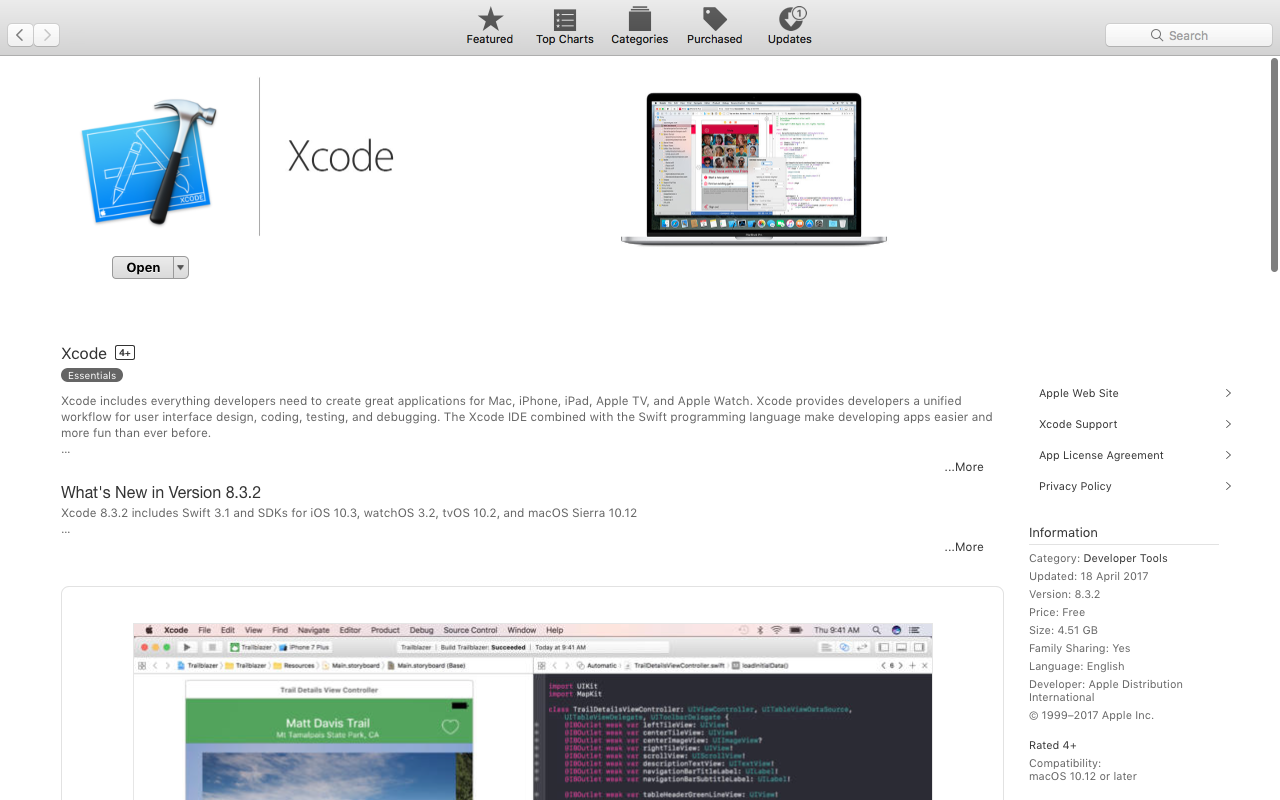 Featured
Top Charts
Categories
Purchased
1
Updates
Search
XCODE
Xcode
Open
Xcode 4+
Essentials
Xcode includes everything developers need to create great applications for Mac, iPhone, iPad, Apple TV, and Apple Watch. Xcode provides developers a unified
workflow for user interface design, coding, testing, and debugging. The Xcode IDE combined with the Swift programming language make developing apps easier and
more fun than ever before.
...
...More
What's New in Version 8.3.2
Xcode 8.3.2 includes Swift 3.1 and SDKs for iOS 10.3, watchOS 3.2, tvOS 10.2, and macOS Sierra 10.12
...
...More
Apple Web Site
Xcode Support
App License Agreement
Privacy Policy
Information
Category: Developer Tools
Updated: 18 April 2017
Version: 8.3.2
Price: Free
Size: 4.51 GB
Family Sharing: Yes
Language: English
Developer: Apple Distribution
International
© 1999–2017 Apple Inc.
Rated 4+
Compatibility:
macOS 10.12 or later
Xcode File Edit View Find Navigate Editor Product Debug Source Control Window Help Thu 9:41 AM
Trailblazer iPhone 7 Plus Trailblazer | Build Trailblazer: Succeeded | Today at 9:41 AM
Trailblazer Trailblazer Resources Main.storyboard Main.storyboard (Base) Automatic TrailDetailsViewController.swift loadInitialData() 6
Trail Details View Controller
Matt Davis Trail
Mt Tamalpais State Park, CA
import UIKit
import MapKit
class TrailDetailsViewController: UIViewController, UITableViewDataSource,
UITableViewDelegate, UIToolbarDelegate {
@IBOutlet weak var leftTileView: UIView!
@IBOutlet weak var centerTileView: UIView!
@IBOutlet weak var centerImageView: UIImageView?
@IBOutlet weak var rightTileView: UIView!
@IBOutlet weak var scrollView: UIScrollView!
@IBOutlet weak var descriptionTextView: UITextView!
@IBOutlet weak var navigationBarTitleLabel: UILabel!
@IBOutlet weak var navigationBarSubtitleLabel: UILabel!
@IBOutlet weak var tableHeaderGreenLineView: UIView!